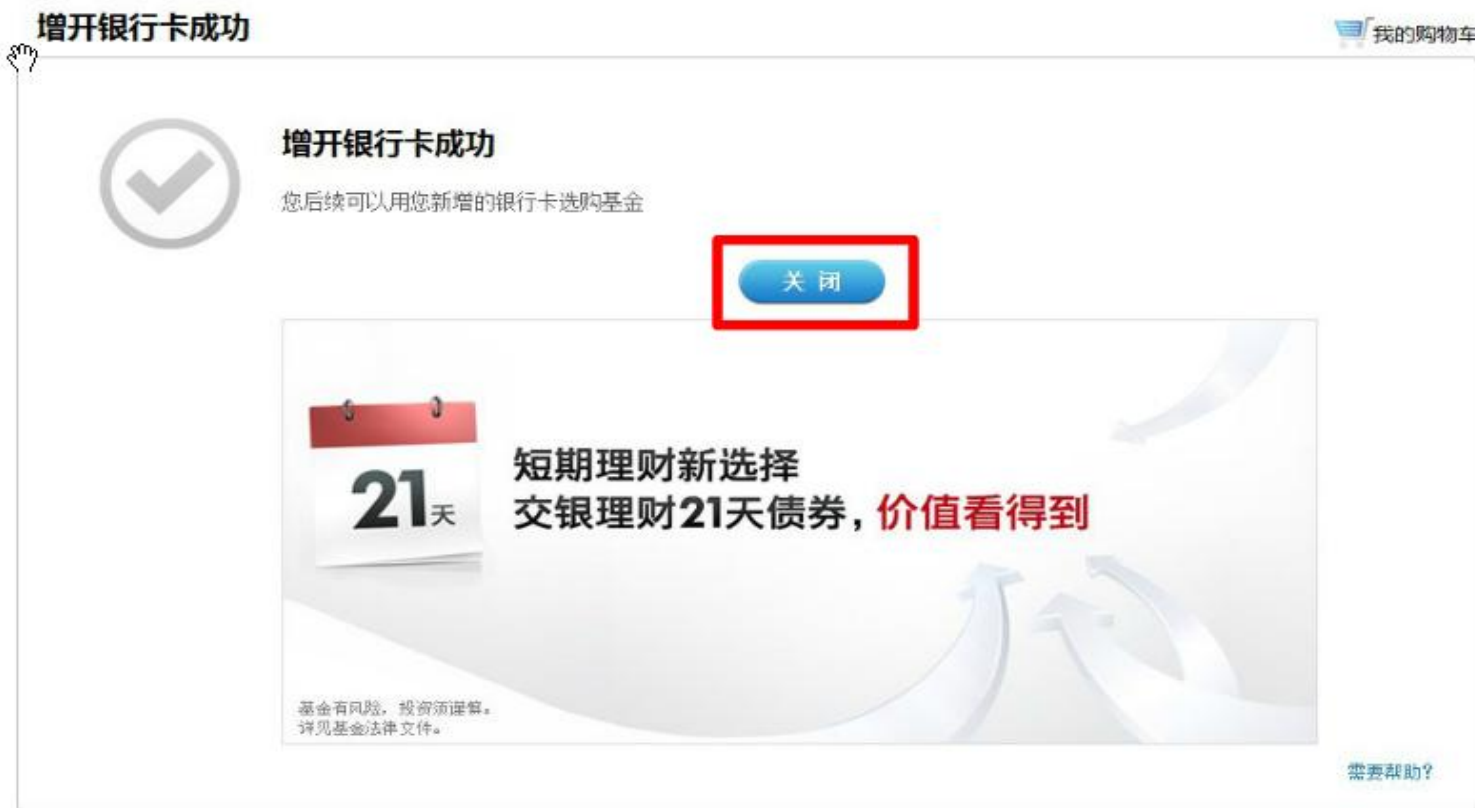 增开银行卡成功
我的购物车
增开银行卡成功
您后续可以用您新增的银行卡选购基金
关闭
21天
短期理财新选择
交银理财21天债券，价值看得到
基金有风险，投资须谨慎。
详见基金法律文件。
需要帮助？